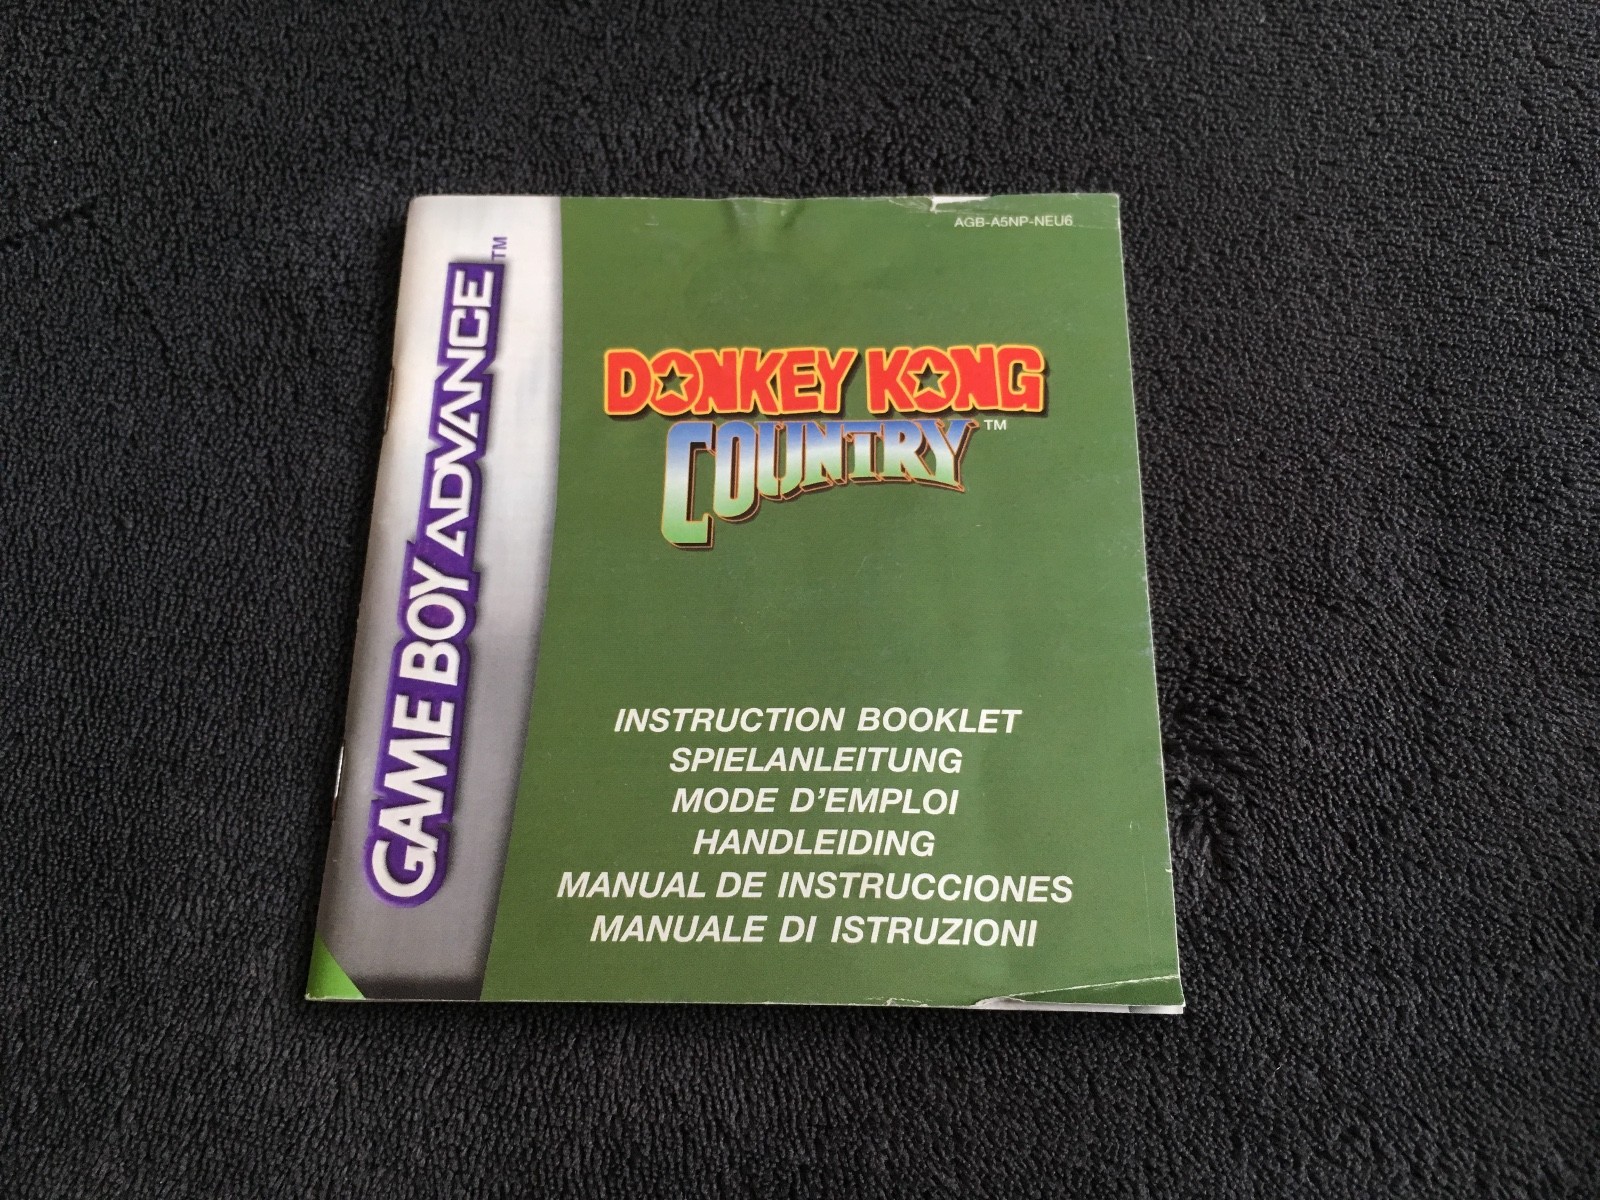 AGB-A5NP-NEU6
GAME BOY ADVANCE™
DONKEY KONG
COUNTRY™
INSTRUCTION BOOKLET
SPIELANLEITUNG
MODE D'EMPLOI
HANDLEIDING
MANUAL DE INSTRUCCIONES
MANUALE DI ISTRUZIONI